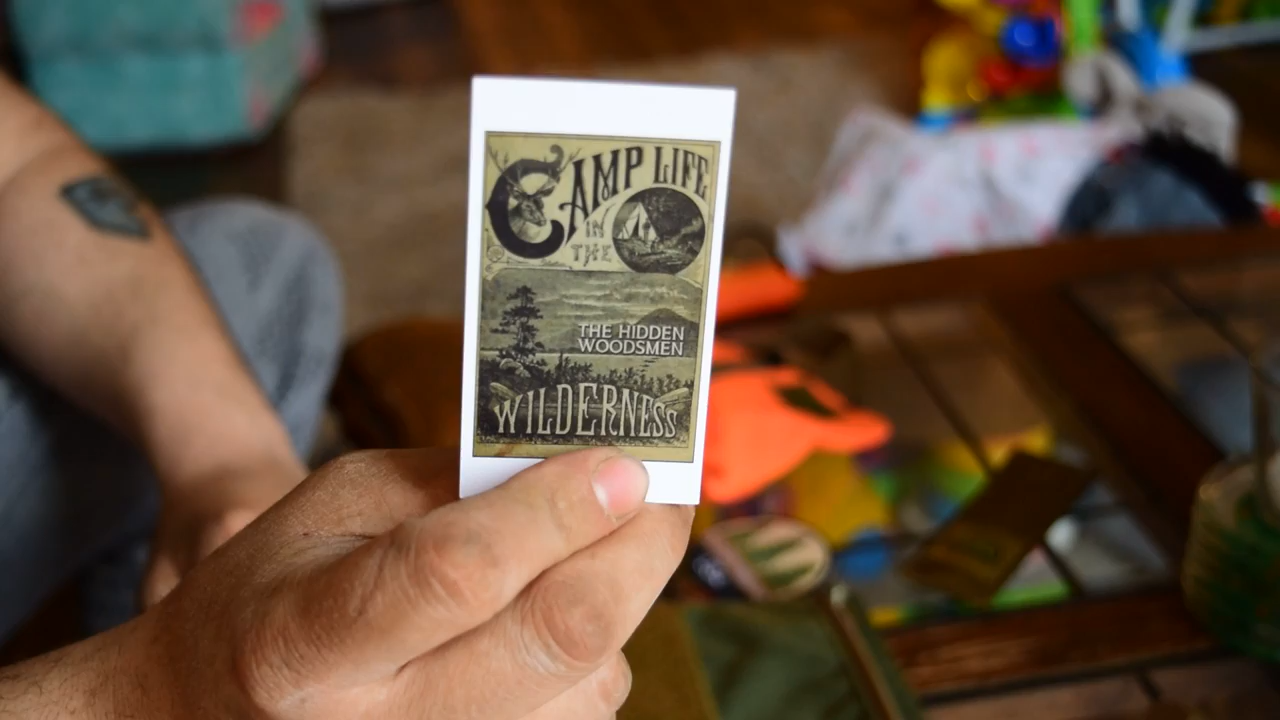 CAMP LIFE
IN
THE
THE HIDDEN
WOODSMEN
WILDERNESS